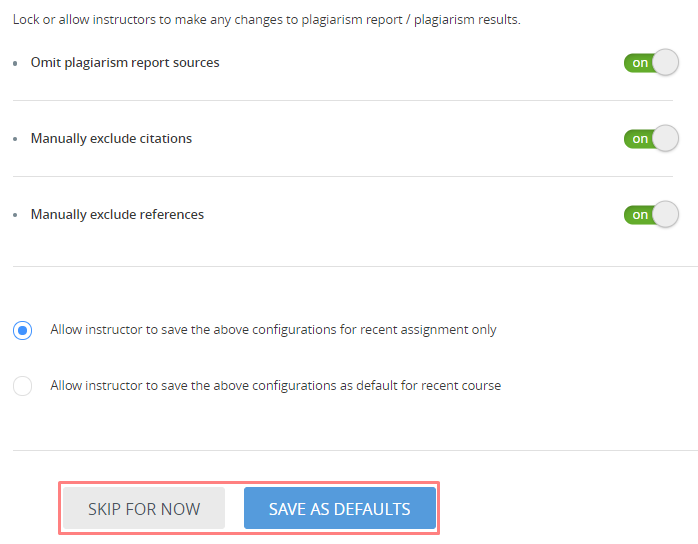 Lock or allow instructors to make any changes to plagiarism report / plagiarism results.
Omit plagiarism report sources
on
Manually exclude citations
on
Manually exclude references
on
Allow instructor to save the above configurations for recent assignment only
Allow instructor to save the above configurations as default for recent course
SKIP FOR NOW
SAVE AS DEFAULTS